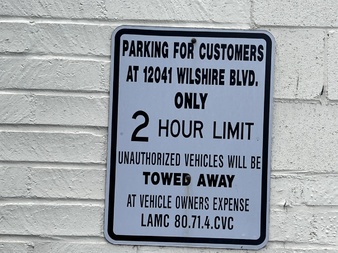 PARKING FOR CUSTOMERS
AT 12041 WILSHIRE BLVD.
ONLY
2 HOUR LIMIT
UNAUTHORIZED VEHICLES WILL BE
TOWED AWAY
AT VEHICLE OWNERS EXPENSE
LAMC 80.71.4.CVC